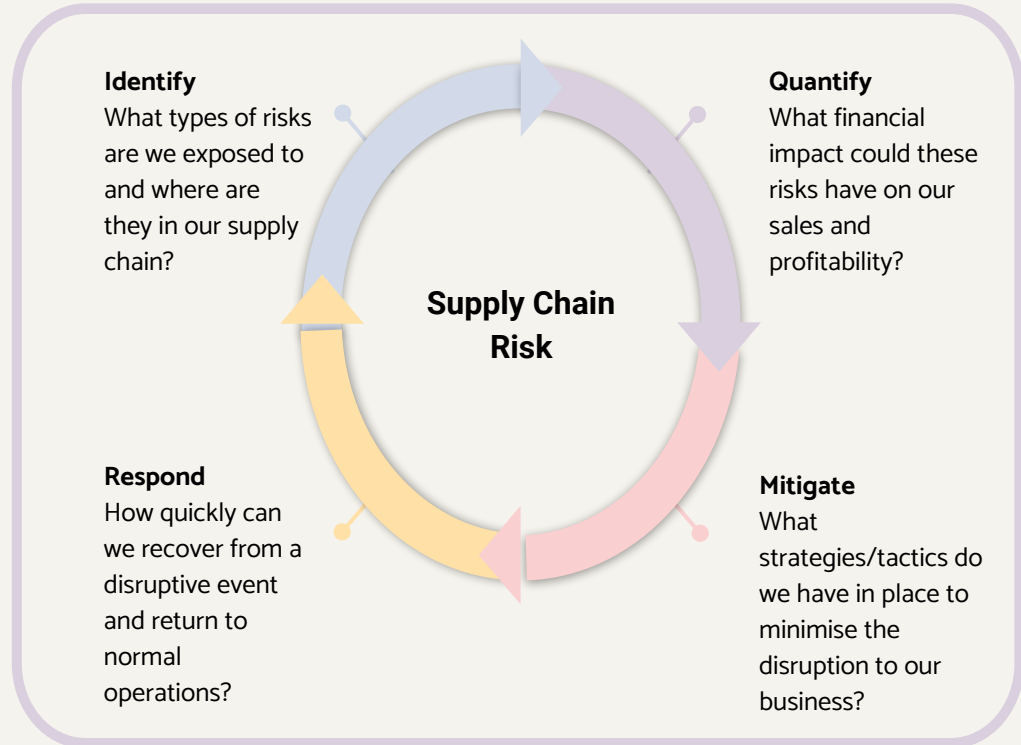 Identify
What types of risks
are we exposed to
and where are
they in our supply
chain?
Quantify
What financial
impact could these
risks have on our
sales and
profitability?
Supply Chain
Risk
Respond
How quickly can
we recover from a
disruptive event
and return to
normal
operations?
Mitigate
What
strategies/tactics do
we have in place to
minimise the
disruption to our
business?